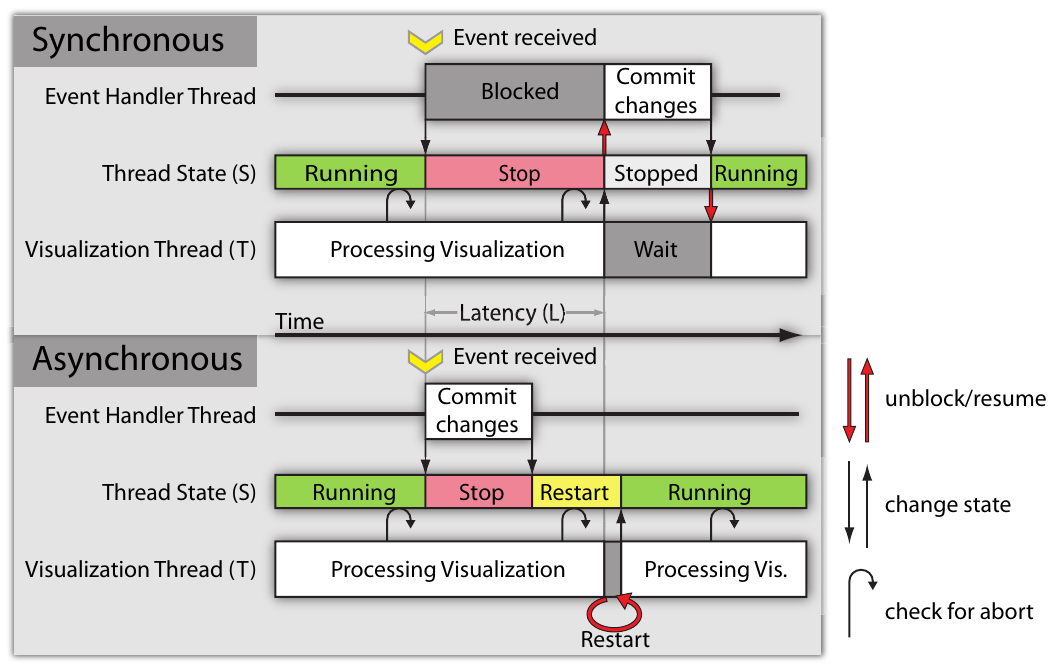 Synchronous
Event received
Event Handler Thread
Blocked
Commit
changes
Thread State (S)
Running
Stop
Stopped
Running
Visualization Thread (T)
Processing Visualization
Wait
Latency (L)
Time
Asynchronous
Event received
Event Handler Thread
Commit
changes
unblock/resume
Thread State (S)
Running
Stop
Restart
Running
change state
Visualization Thread (T)
Processing Visualization
Processing Vis.
check for abort
Restart